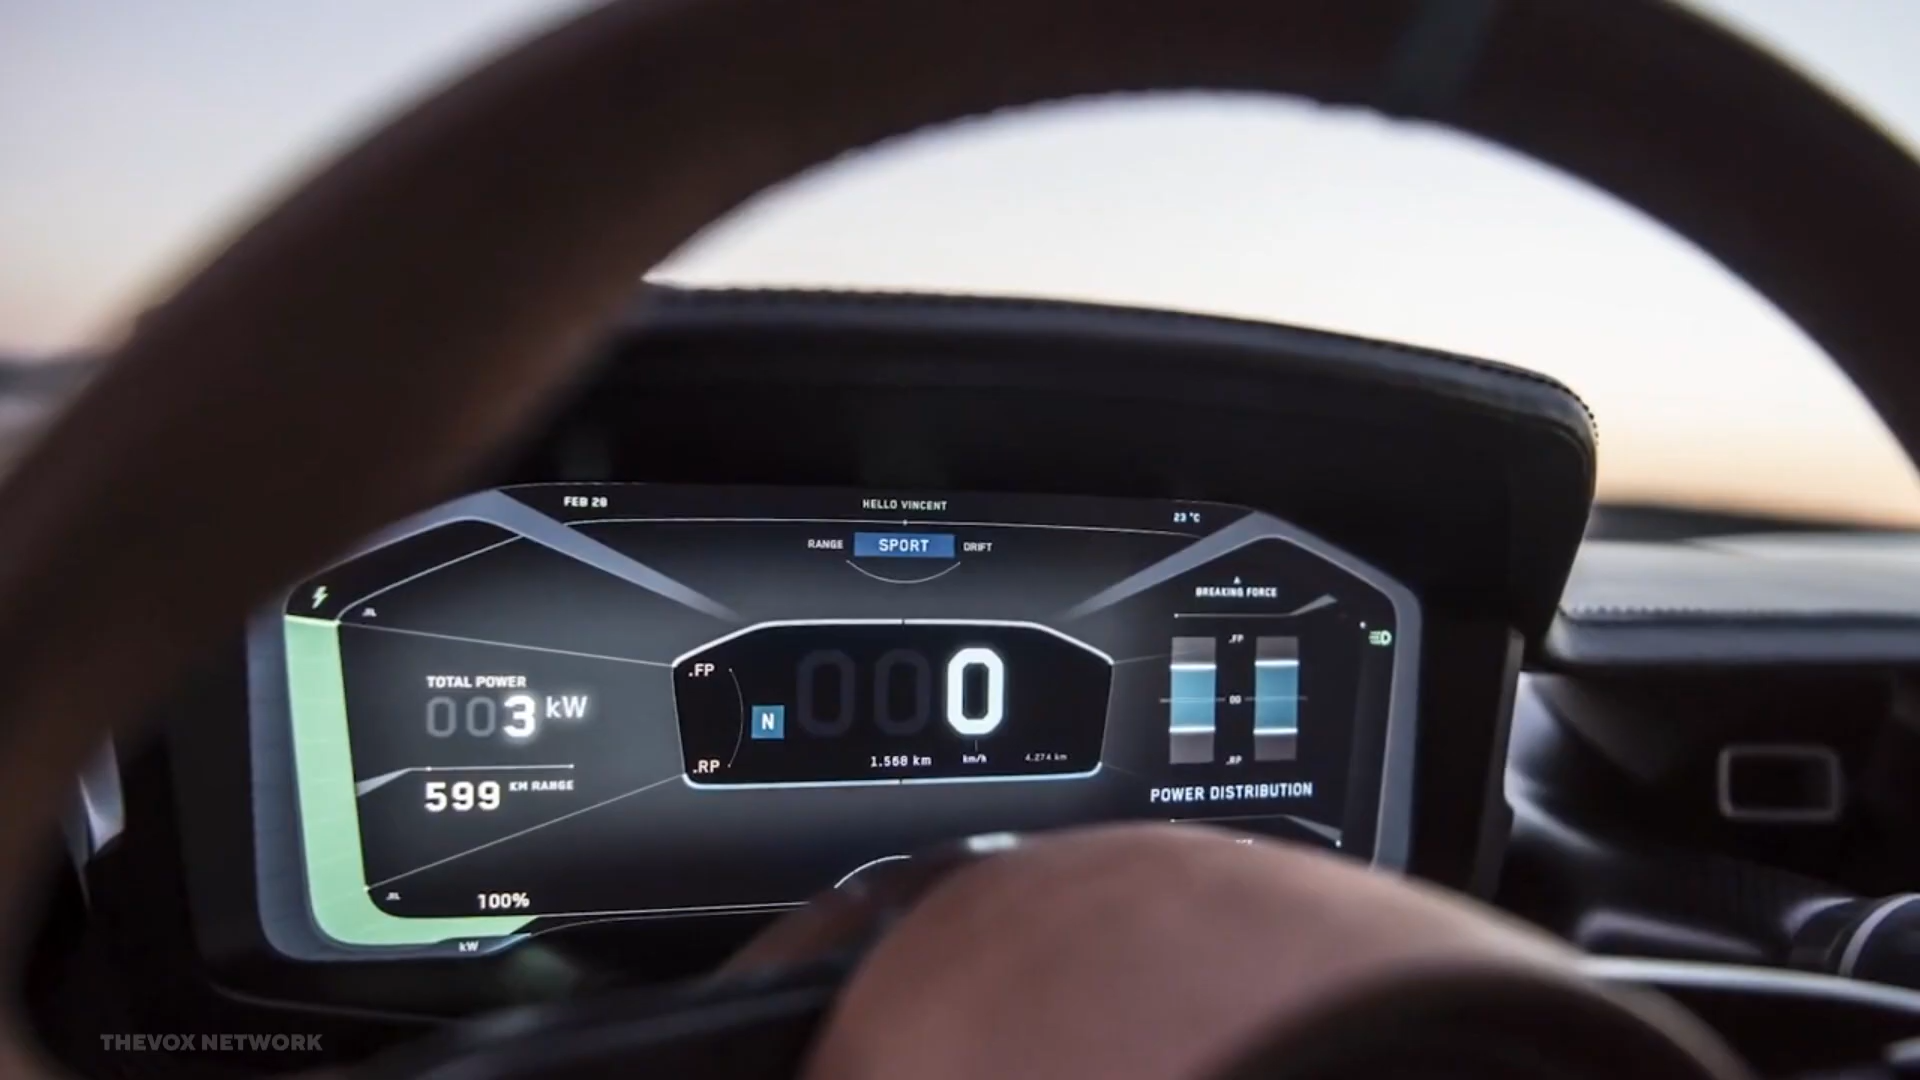 FEB 28
HELLO VINCENT
23 °C
RANGE SPORT DRIFT
BREAKING FORCE
.FP
00
.RP
POWER DISTRIBUTION
TOTAL POWER
003 kW
599 KM RANGE
100%
kW
.FP
N 000
.RP
1.568 km
km/h
4.274 km
THEVOX NETWORK